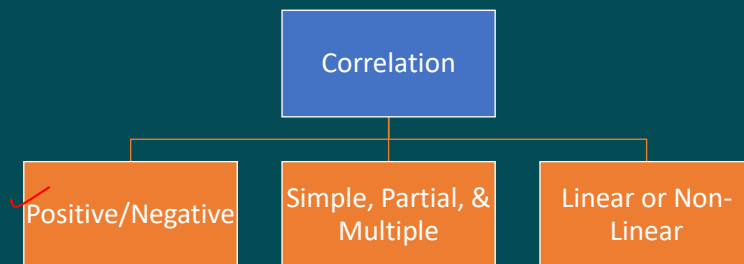 Correlation
Positive/Negative
Simple, Partial, &
Multiple
Linear or Non-
Linear